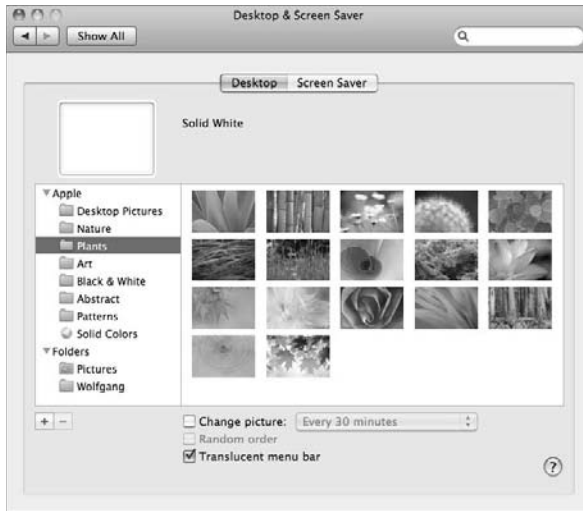 Desktop & Screen Saver
Show All
Desktop Screen Saver
Solid White
Apple
Desktop Pictures
Nature
Plants
Art
Black & White
Abstract
Patterns
Solid Colors
Folders
Pictures
Wolfgang
+ −
Change picture: Every 30 minutes
Random order
Translucent menu bar
?